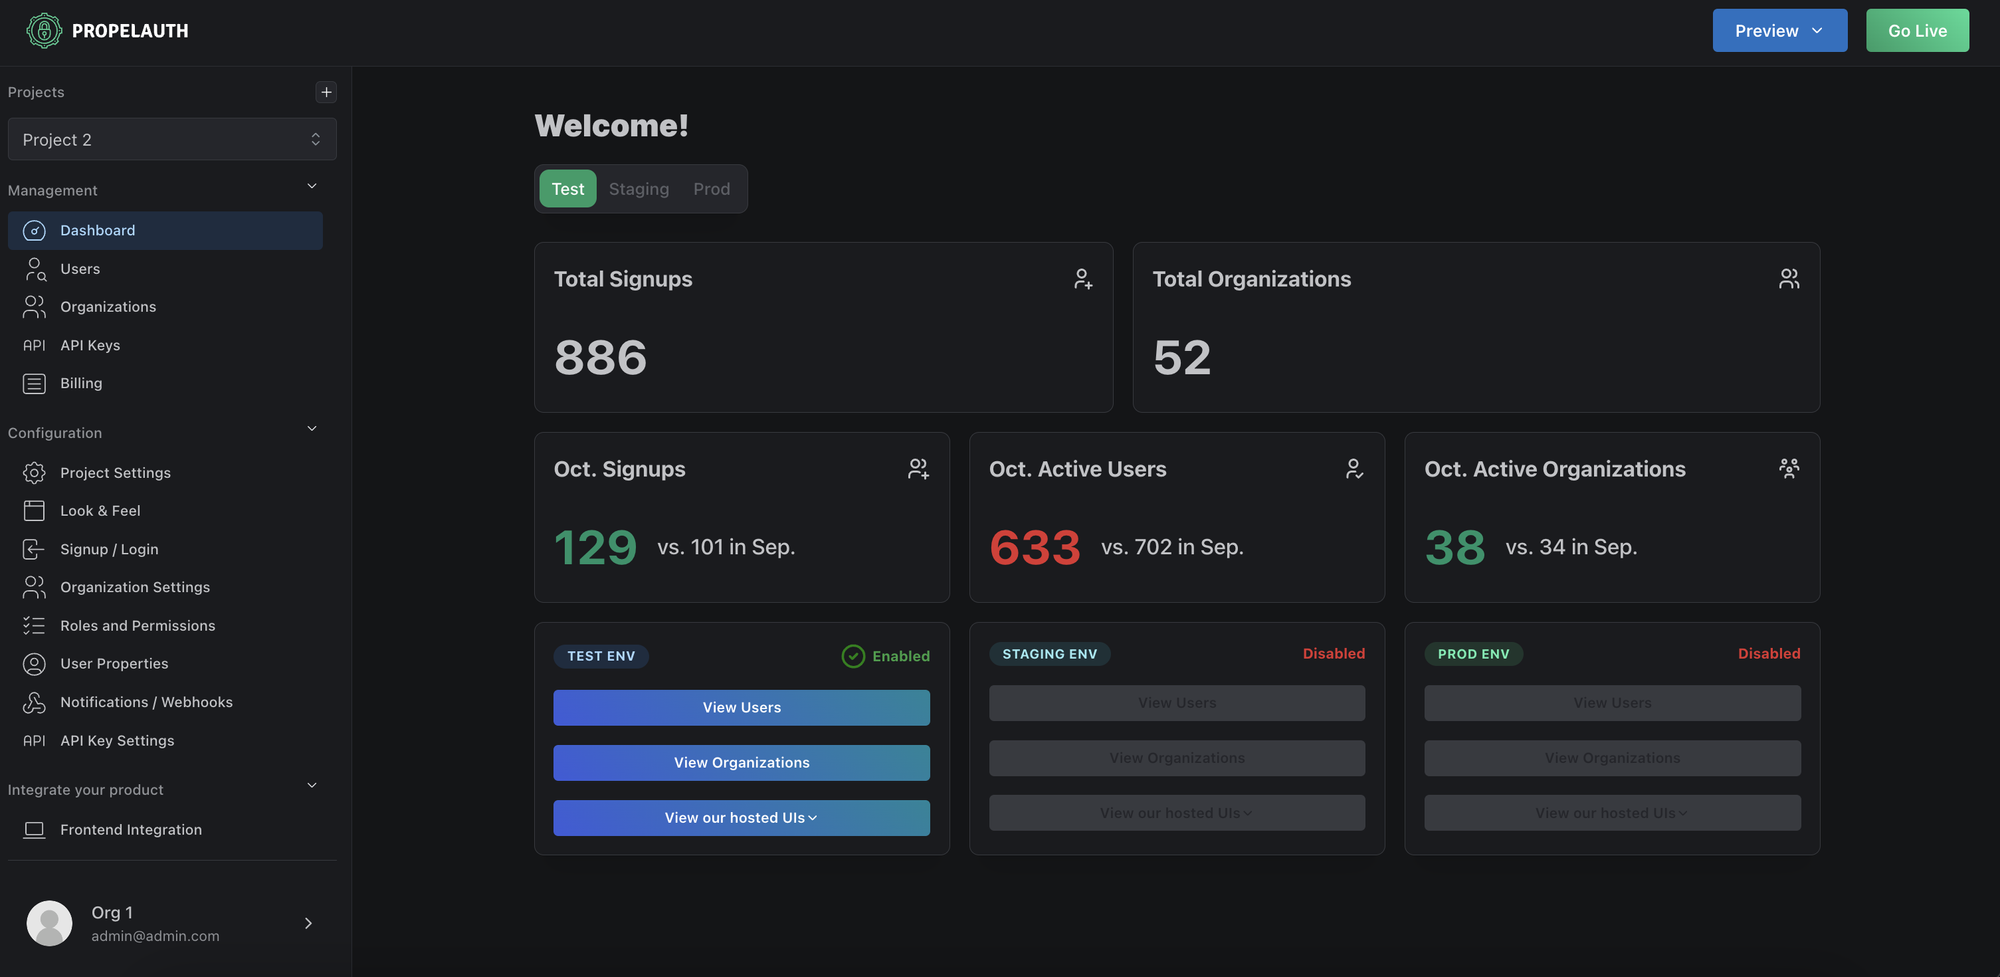 PROPELAUTH
Preview
Go Live
Projects
+
Project 2
Management
Dashboard
Users
Organizations
API API Keys
Billing
Configuration
Project Settings
Look & Feel
Signup / Login
Organization Settings
Roles and Permissions
User Properties
Notifications / Webhooks
API API Key Settings
Integrate your product
Frontend Integration
Org 1
admin@admin.com
Welcome!
Test Staging Prod
Total Signups
886
Total Organizations
52
Oct. Signups
129 vs. 101 in Sep.
Oct. Active Users
633 vs. 702 in Sep.
Oct. Active Organizations
38 vs. 34 in Sep.
TEST ENV Enabled
View Users
View Organizations
View our hosted UIs
STAGING ENV Disabled
View Users
View Organizations
View our hosted UIs
PROD ENV Disabled
View Users
View Organizations
View our hosted UIs